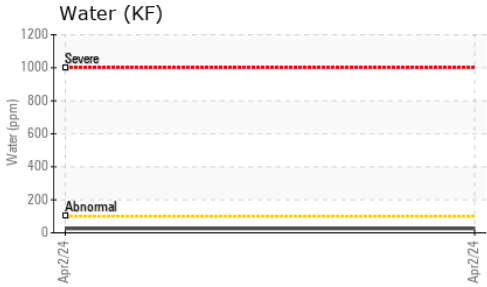 Water (KF)
1200
Severe
1000
800
Water (ppm)
600
400
200
Abnormal
0
Apr2/24
Apr2/24